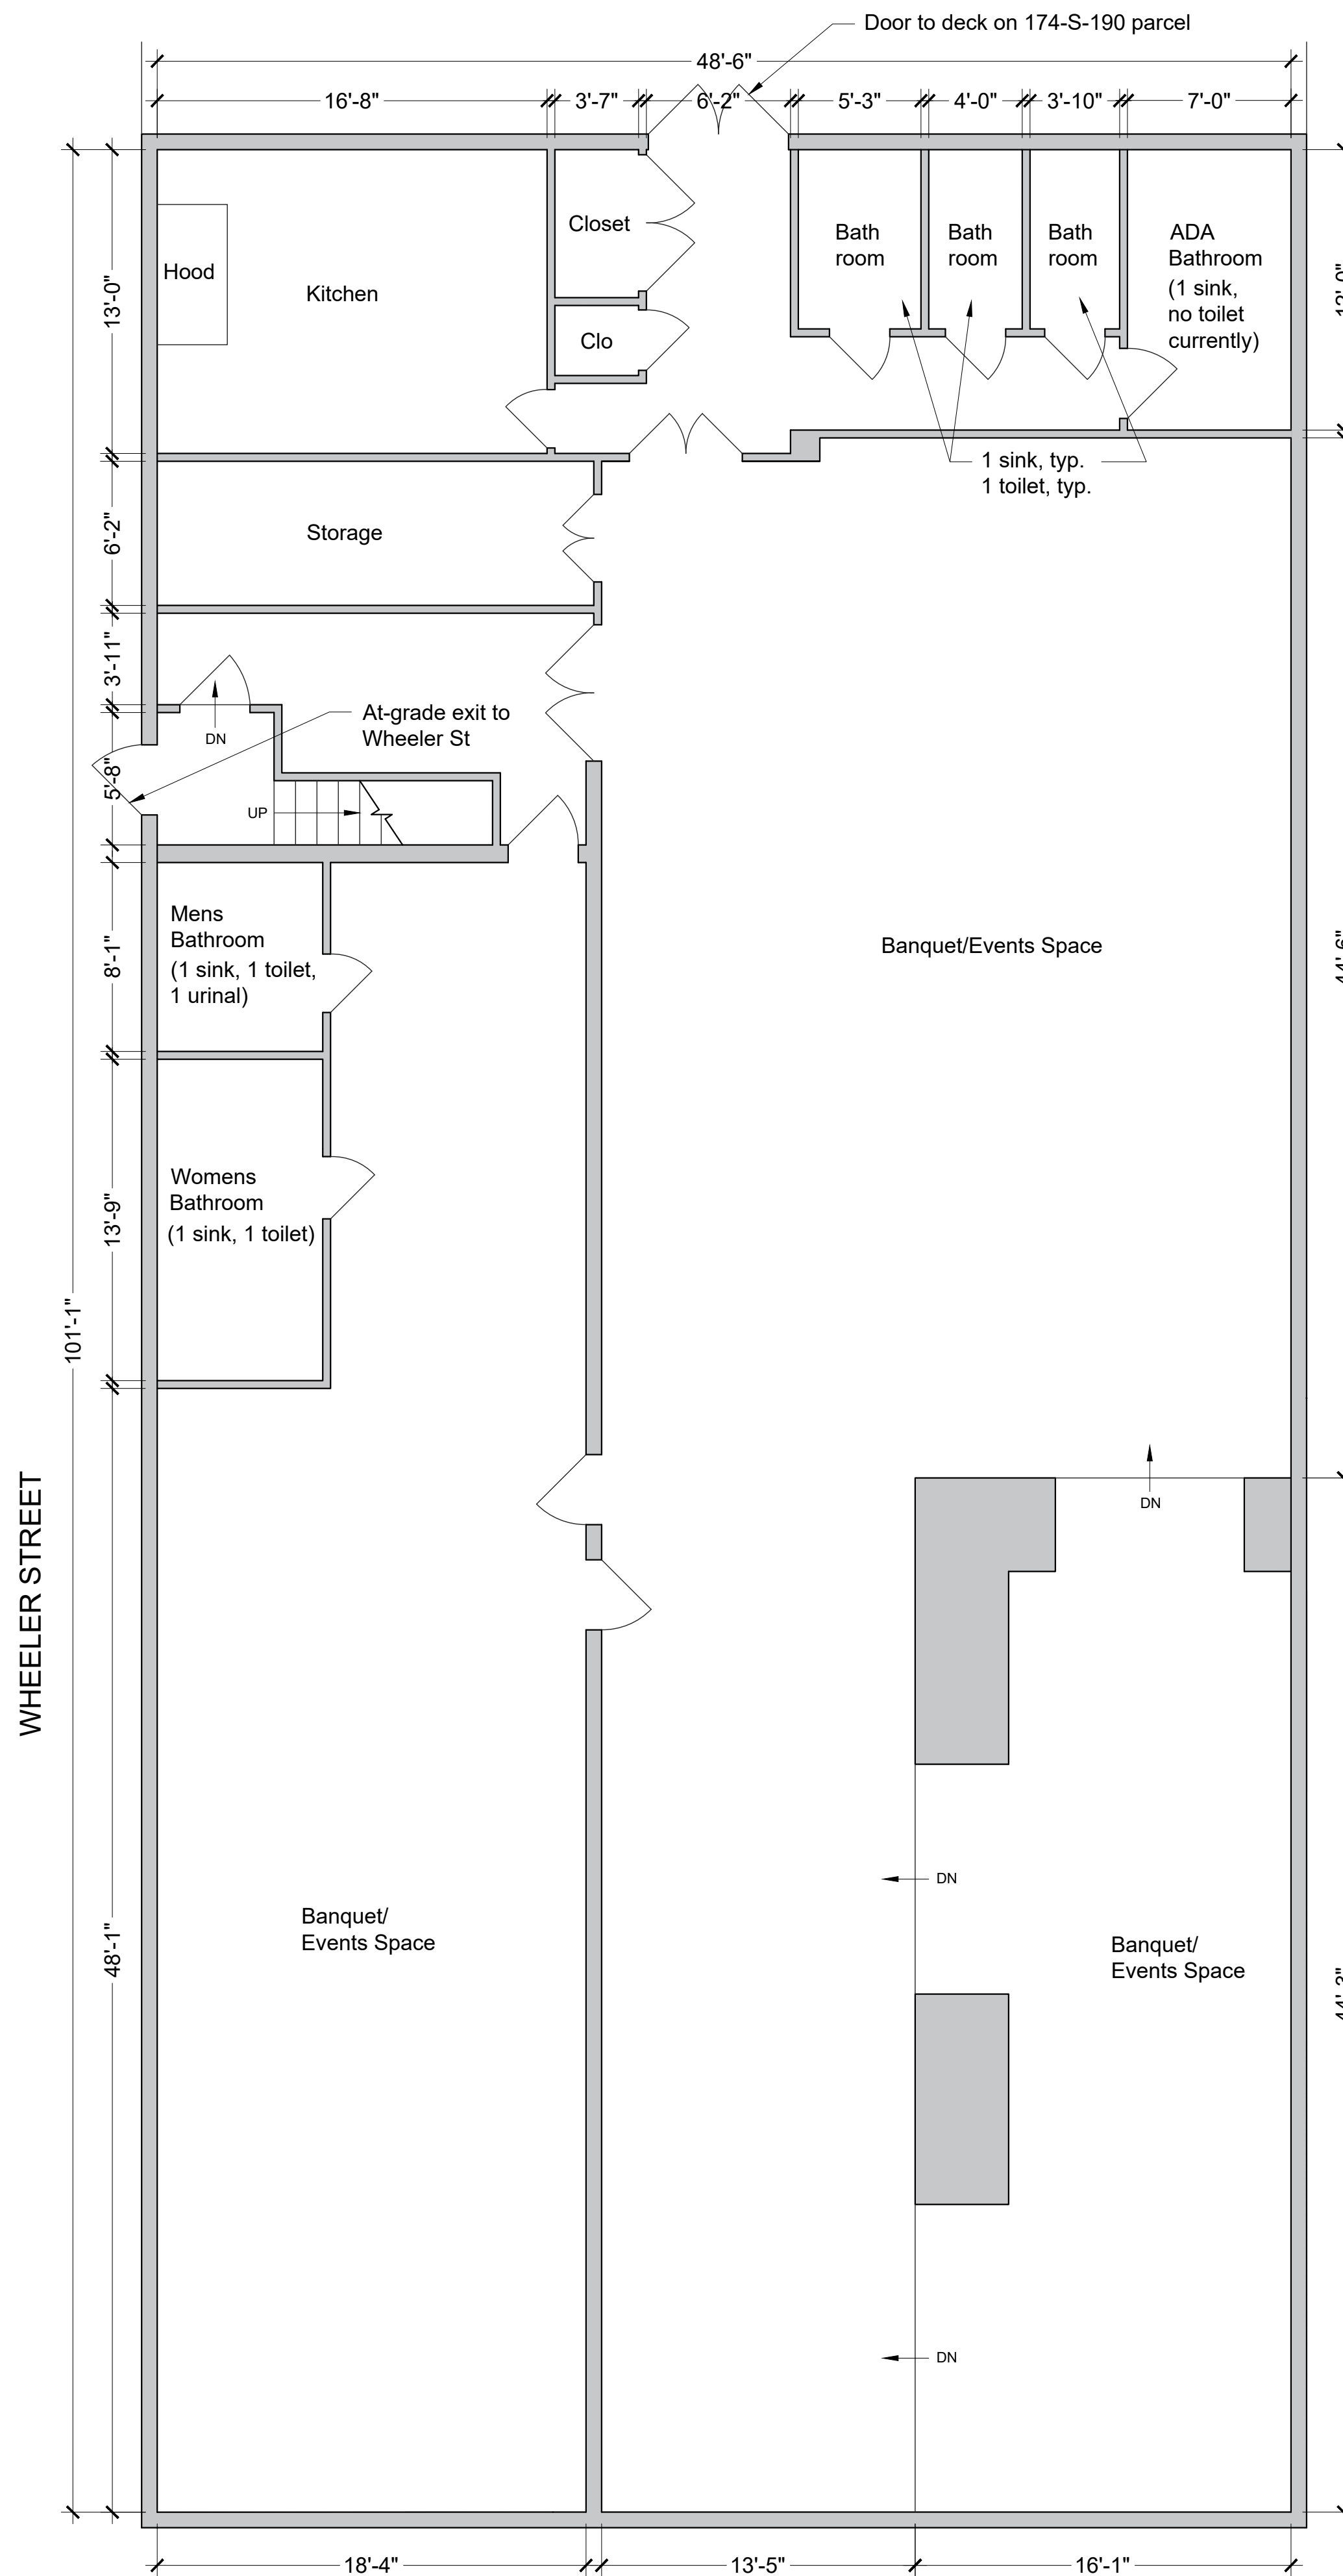 Door to deck on 174-S-190 parcel
48'-6"
16'-8"
3'-7"
6'-2"
5'-3"
4'-0"
3'-10"
7'-0"
Closet
Bath
room
Bath
room
Bath
room
ADA
Bathroom
(1 sink,
no toilet
currently)
Hood
Kitchen
13'-0"
Clo
1 sink, typ.
1 toilet, typ.
Storage
6'-2"
3'-11"
At-grade exit to
Wheeler St
DN
5'-8"
UP
Mens
Bathroom
(1 sink, 1 toilet,
1 urinal)
8'-1"
Banquet/Events Space
Womens
Bathroom
(1 sink, 1 toilet)
13'-9"
101'-1"
WHEELER STREET
DN
DN
Banquet/
Events Space
Banquet/
Events Space
48'-1"
DN
18'-4"
13'-5"
16'-1"